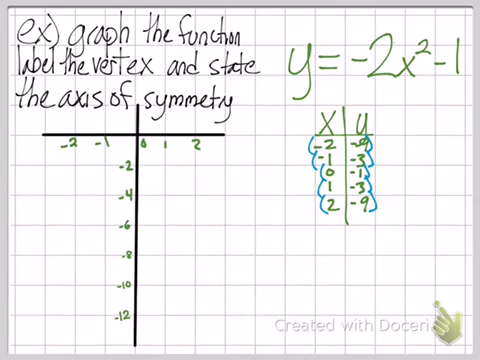 ex) graph the function
label the vertex and state
the axis of symmetry
y = -2x² - 1
x y
-2 -9
-1 -3
0 -1
1 -3
2 -9
-2 -1 0 1 2
-2
-4
-6
-8
-10
-12
Created with Doceri